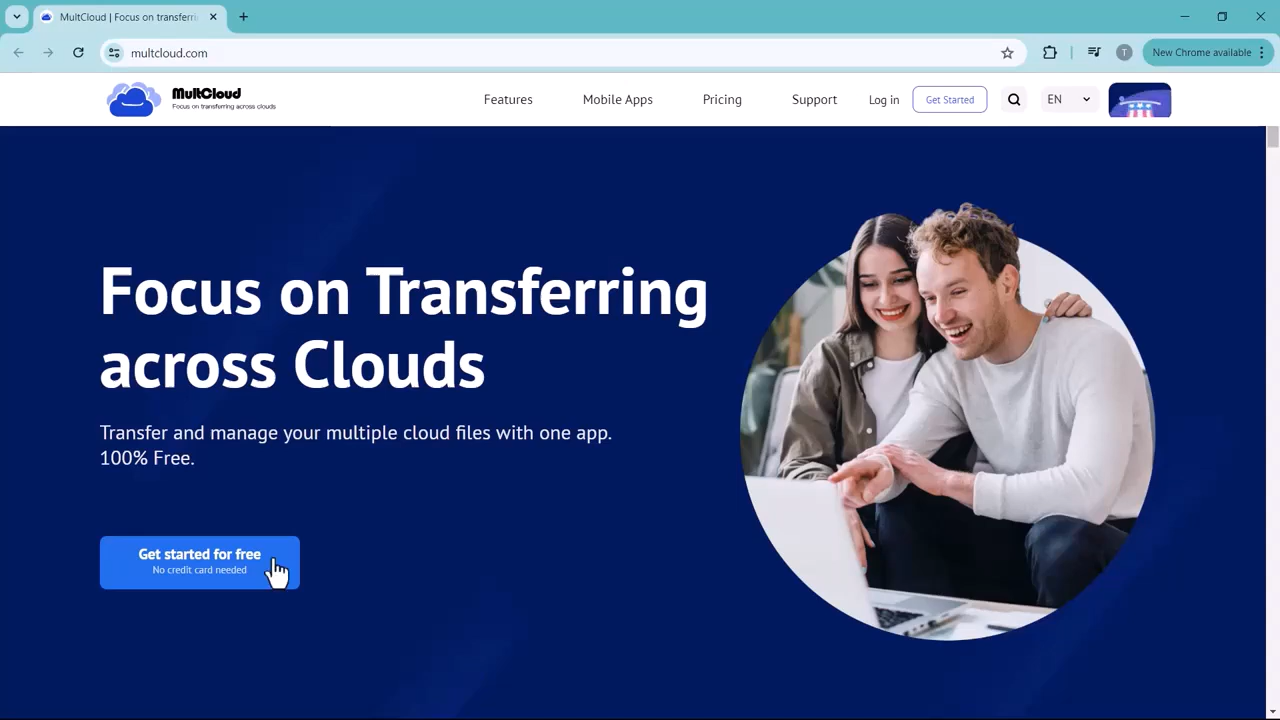 MultCloud | Focus on transferri
multcloud.com
T
New Chrome available
MultCloud
Focus on transferring across clouds
Features
Mobile Apps
Pricing
Support
Log in
Get Started
EN
Focus on Transferring
across Clouds
Transfer and manage your multiple cloud files with one app.
100% Free.
Get started for free
No credit card needed